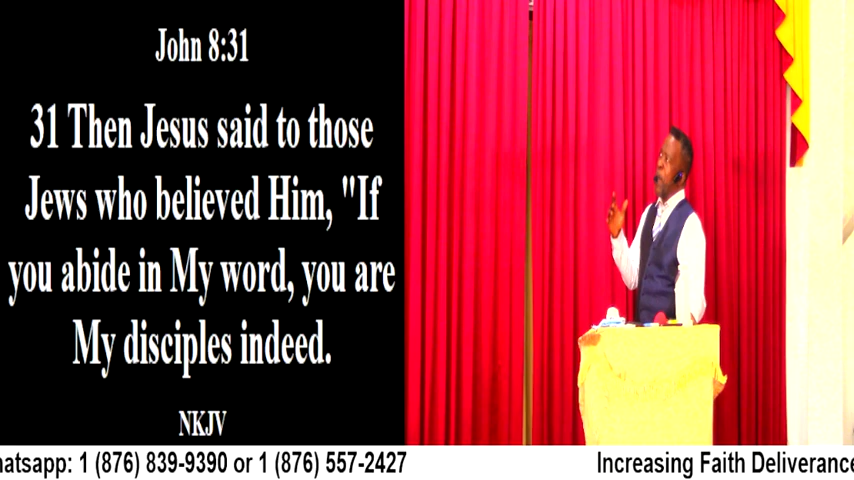 John 8:31
31 Then Jesus said to those
Jews who believed Him, "If
you abide in My word, you are
My disciples indeed.
NKJV
hatsapp: 1 (876) 839-9390 or 1 (876) 557-2427
Increasing Faith Deliverance